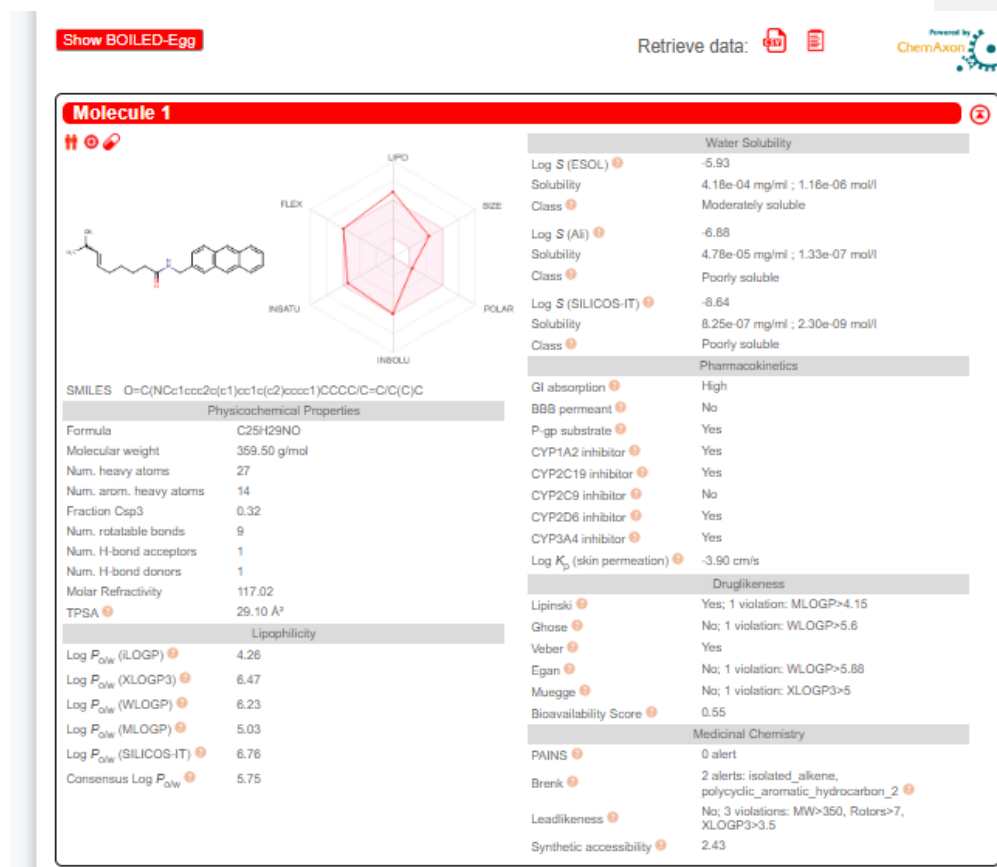 Show BOILED-Egg
Retrieve data:
CSV
Powered by
ChemAxon
Molecule 1
LIPO
FLEX
SIZE
INSATU
POLAR
INSOLU
SMILES O=C(NCc1ccc2c(c1)cc1c(c2)cccc1)CCCC/C=C/C(C)C
Physicochemical Properties
Formula C25H29NO
Molecular weight 359.50 g/mol
Num. heavy atoms 27
Num. arom. heavy atoms 14
Fraction Csp3 0.32
Num. rotatable bonds 9
Num. H-bond acceptors 1
Num. H-bond donors 1
Molar Refractivity 117.02
TPSA 29.10 Å²
Lipophilicity
Log Po/w (iLOGP) 4.26
Log Po/w (XLOGP3) 6.47
Log Po/w (WLOGP) 6.23
Log Po/w (MLOGP) 5.03
Log Po/w (SILICOS-IT) 6.76
Consensus Log Po/w 5.75
Water Solubility
Log S (ESOL) -5.93
Solubility 4.18e-04 mg/ml ; 1.16e-06 mol/l
Class Moderately soluble
Log S (Ali) -6.88
Solubility 4.78e-05 mg/ml ; 1.33e-07 mol/l
Class Poorly soluble
Log S (SILICOS-IT) -8.64
Solubility 8.25e-07 mg/ml ; 2.30e-09 mol/l
Class Poorly soluble
Pharmacokinetics
GI absorption High
BBB permeant No
P-gp substrate Yes
CYP1A2 inhibitor Yes
CYP2C19 inhibitor Yes
CYP2C9 inhibitor No
CYP2D6 inhibitor Yes
CYP3A4 inhibitor Yes
Log Kp (skin permeation) -3.90 cm/s
Druglikeness
Lipinski Yes; 1 violation: MLOGP>4.15
Ghose No; 1 violation: WLOGP>5.6
Veber Yes
Egan No; 1 violation: WLOGP>5.88
Muegge No; 1 violation: XLOGP3>5
Bioavailability Score 0.55
Medicinal Chemistry
PAINS 0 alert
Brenk 2 alerts: isolated_alkene,
polycyclic_aromatic_hydrocarbon_2
Leadlikeness No; 3 violations: MW>350, Rotors>7,
XLOGP3>3.5
Synthetic accessibility 2.43